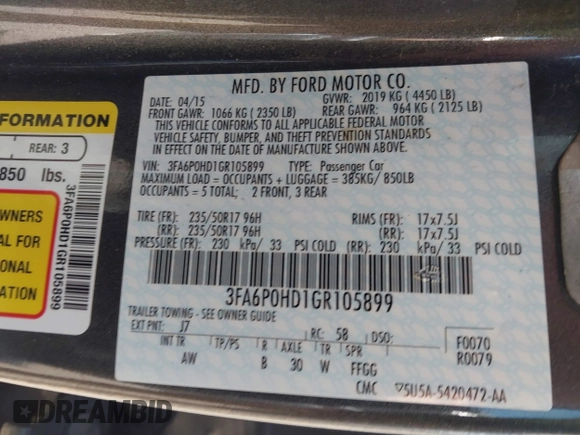 MFD. BY FORD MOTOR CO.
DATE: 04/15 GVWR: 2019 KG ( 4450 LB)
FRONT GAWR: 1066 KG ( 2350 LB) REAR GAWR: 964 KG ( 2125 LB)
THIS VEHICLE CONFORMS TO ALL APPLICABLE FEDERAL MOTOR
VEHICLE SAFETY, BUMPER, AND THEFT PREVENTION STANDARDS
IN EFFECT ON THE DATE OF MANUFACTURE SHOWN ABOVE.
VIN: 3FA6P0HD1GR105899 TYPE: Passenger Car
MAXIMUM LOAD = OCCUPANTS + LUGGAGE = 385KG/ 850LB
OCCUPANTS = 5 TOTAL; 2 FRONT, 3 REAR
TIRE (FR): 235/50R17 96H RIMS (FR): 17x7.5J
(RR): 235/50R17 96H (RR): 17x7.5J
PRESSURE (FR): 230 kPa/ 33 PSI COLD (RR): 230 kPa/ 33 PSI COLD
3FA6P0HD1GR105899
TRAILER TOWING - SEE OWNER GUIDE
EXT PNT: J7 RC: 58 DSO: F0070
R0079
INT TR TP/PS R AXLE TR SPR
AW B 30 W FFGG
CMC 5U5A-5420472-AA
FORMATION
REAR: 3
850 lbs.
3FA6P0HD1GR105899
OWNERS
AL FOR
IONAL
ATION
DREAMBID